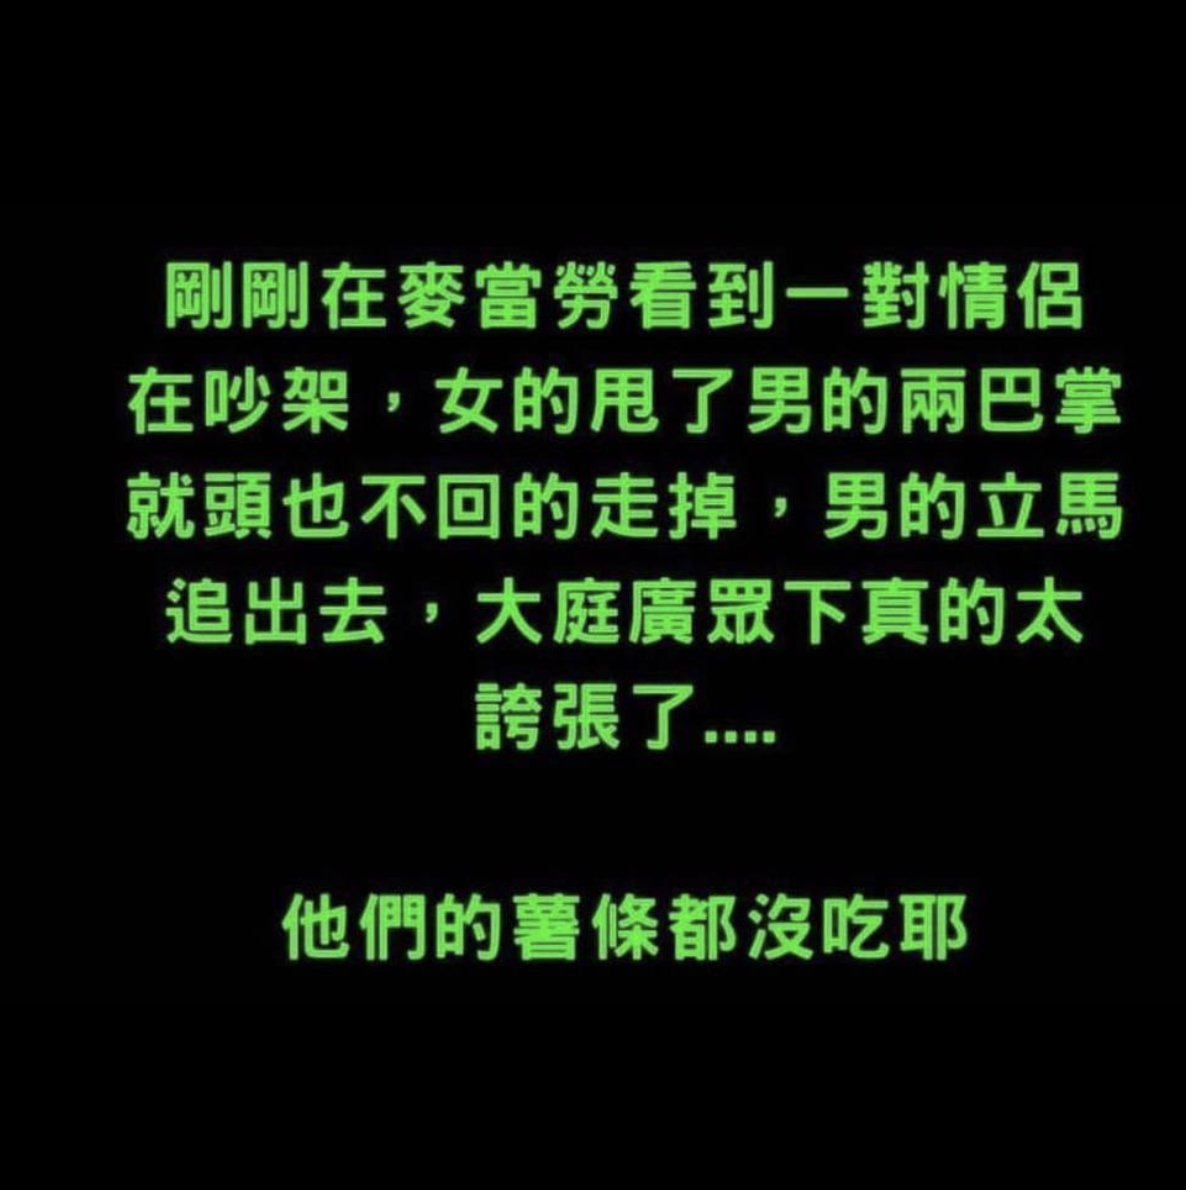 剛剛在麥當勞看到一對情侶
在吵架，女的甩了男的兩巴掌
就頭也不回的走掉，男的立馬
追出去，大庭廣眾下真的太
誇張了....
他們的薯條都沒吃耶